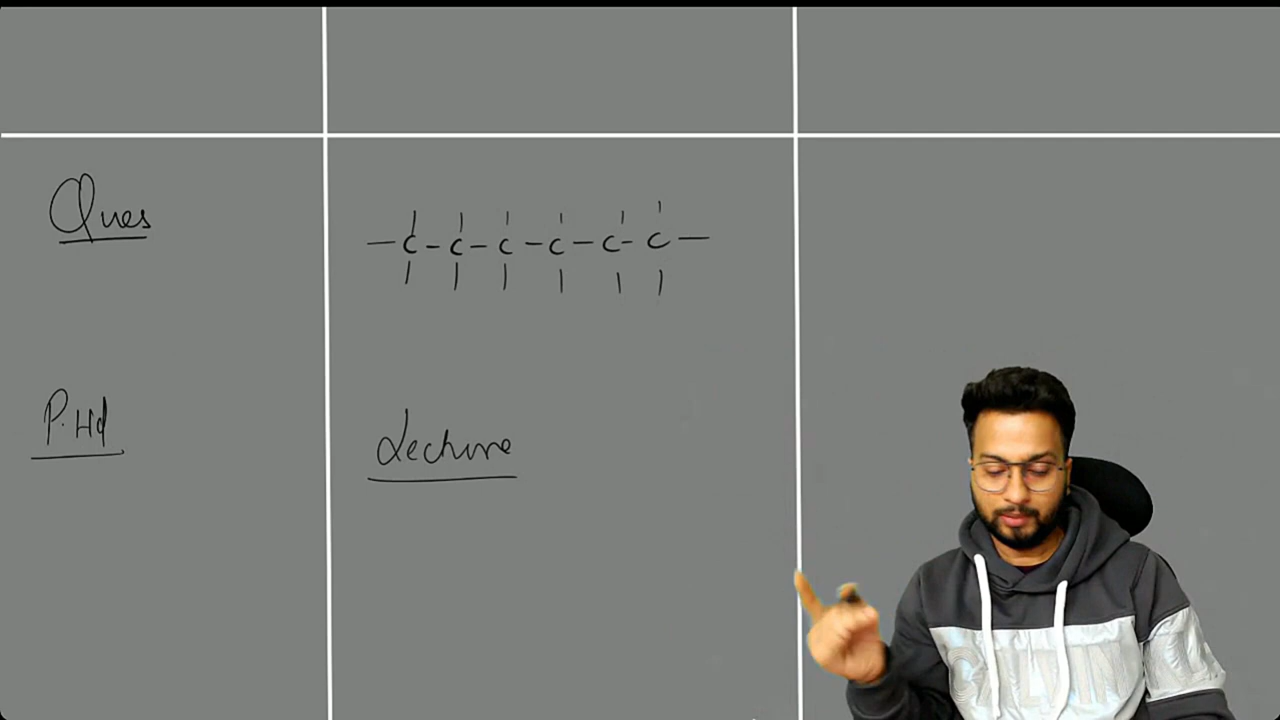 Ques
– C – C – C – C – C – C –
P.Hd
Lecture